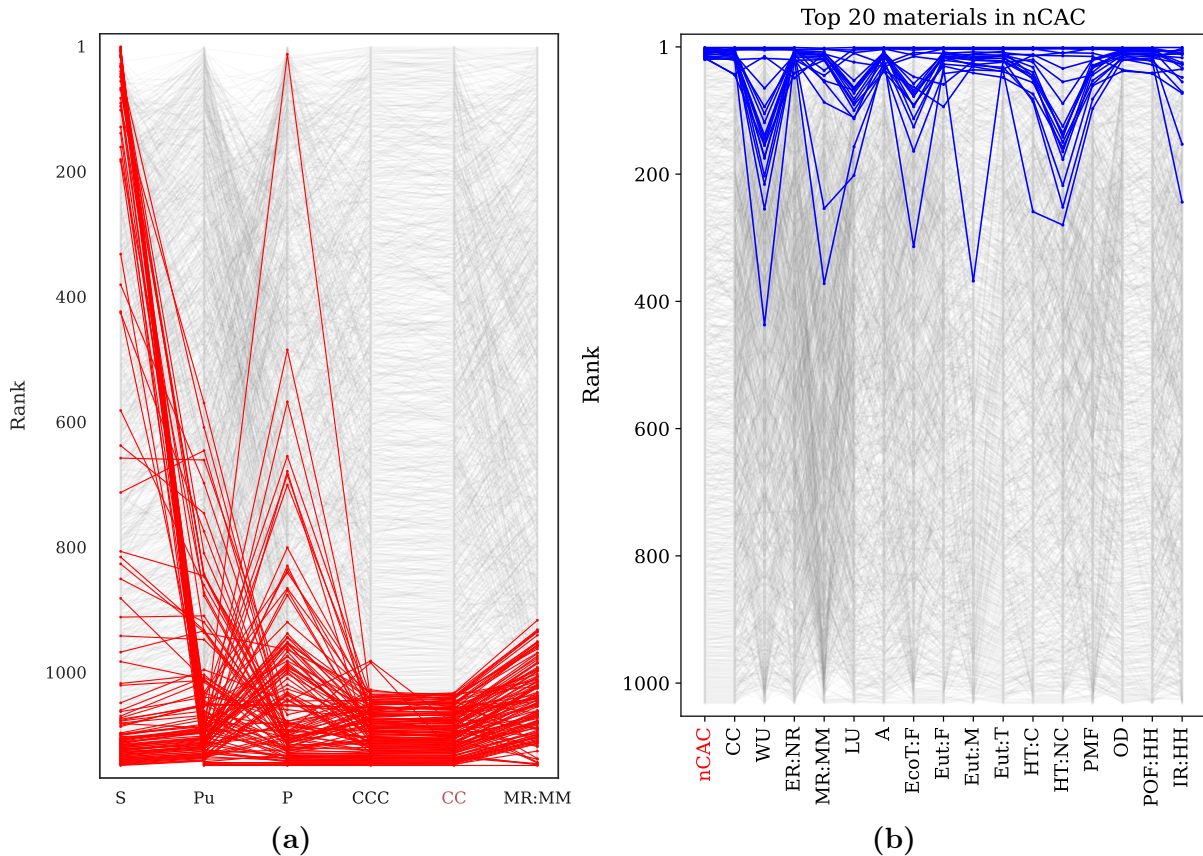 Rank
1
200
400
600
800
1000
S
Pu
P
CCC
CC
MR:MM
(a)
Top 20 materials in nCAC
Rank
1
200
400
600
800
1000
nCAC
CC
WU
ER:NR
MR:MM
LU
A
EcoT:F
Eut:F
Eut:M
Eut:T
HT:C
HT:NC
PMF
OD
POF:HH
IR:HH
(b)